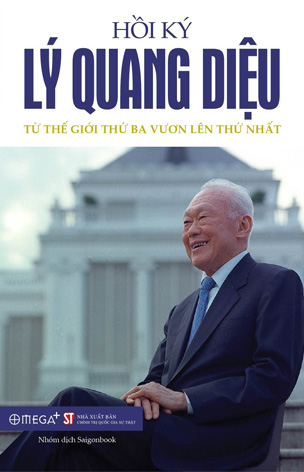 HỒI KÝ
LÝ QUANG DIỆU
TỪ THẾ GIỚI THỨ BA VƯƠN LÊN THỨ NHẤT
OMEGA+
ST
NHÀ XUẤT BẢN
CHÍNH TRỊ QUỐC GIA SỰ THẬT
Nhóm dịch Saigonbook